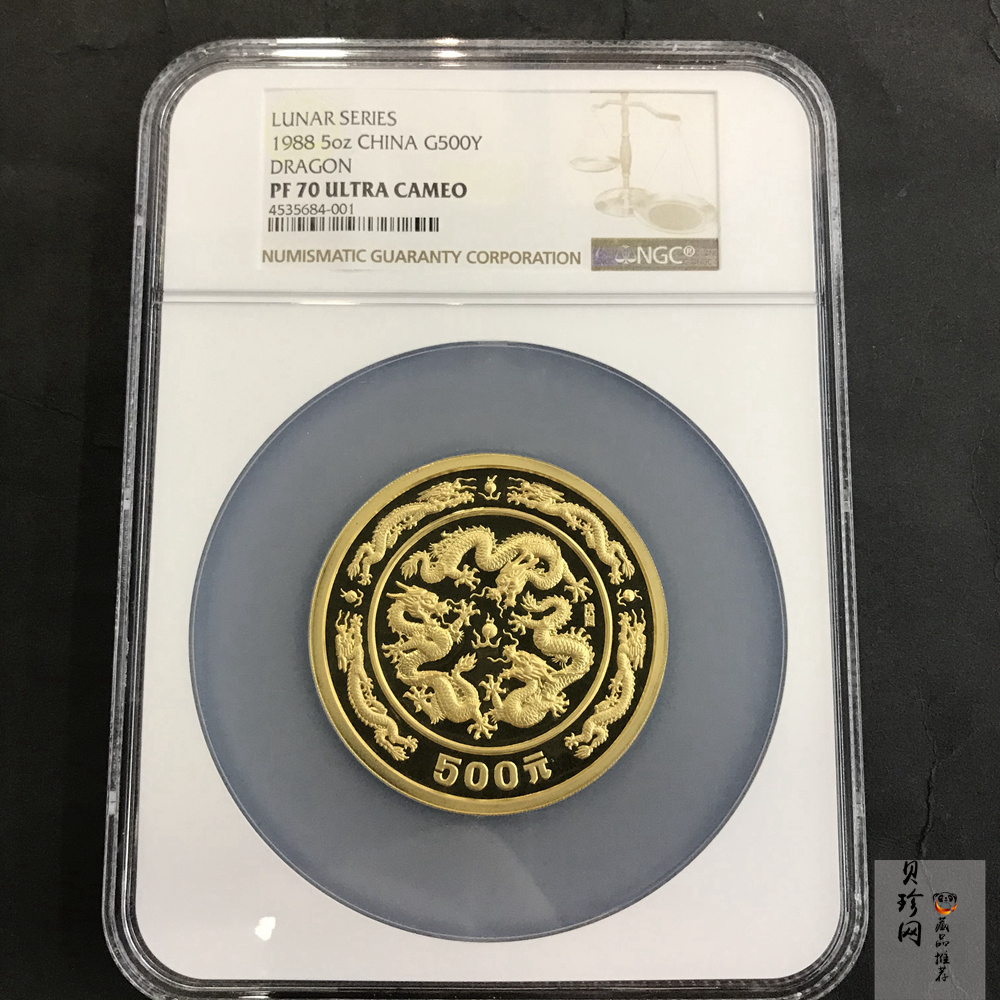 LUNAR SERIES
1988 5oz CHINA G500Y
DRAGON
PF 70 ULTRA CAMEO
4535684-001
NUMISMATIC GUARANTY CORPORATION
NGC®
500元
贝珍网
藏品推荐